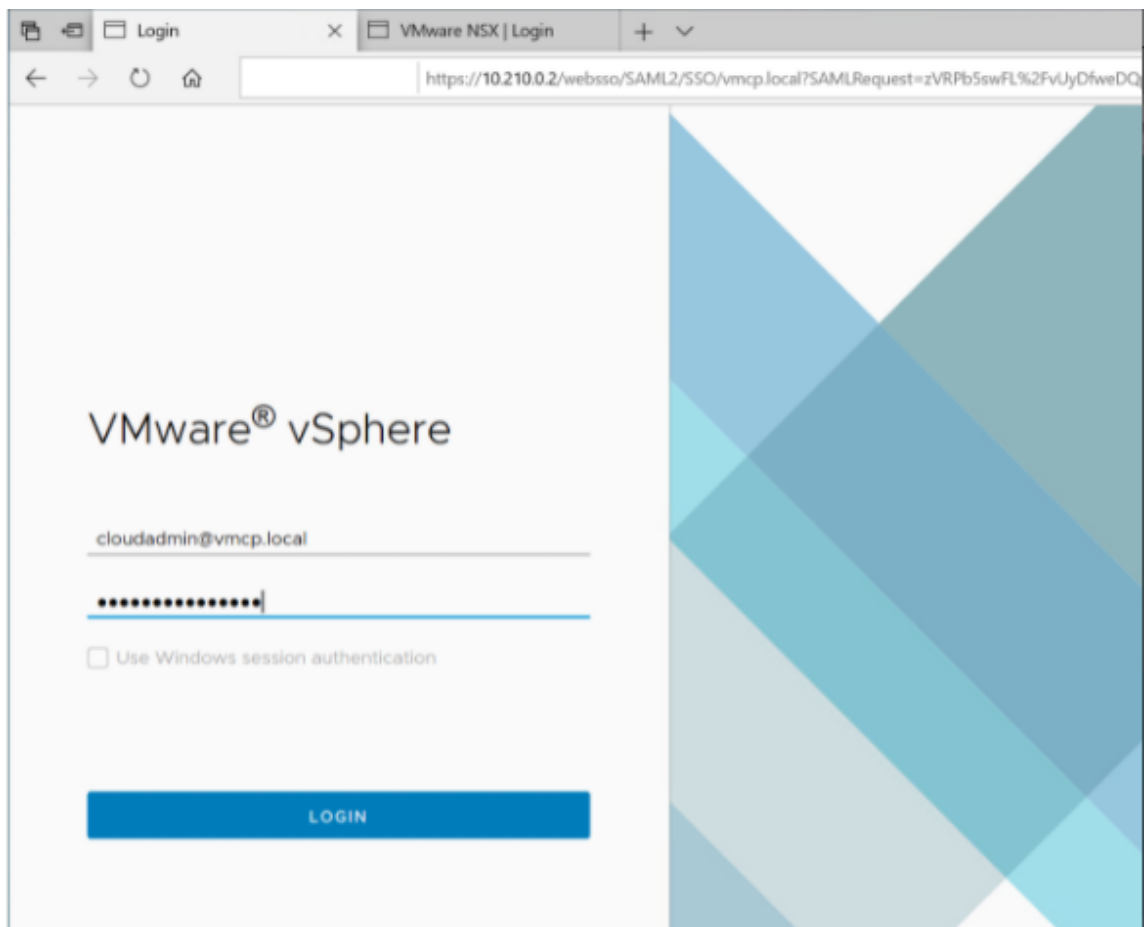 Login
VMware NSX | Login
https://10.210.0.2/websso/SAML2/SSO/vmcp.local?SAMLRequest=zVRPb5swFL%2FvUyDfweDQ
VMware® vSphere
cloudadmin@vmcp.local
Use Windows session authentication
LOGIN